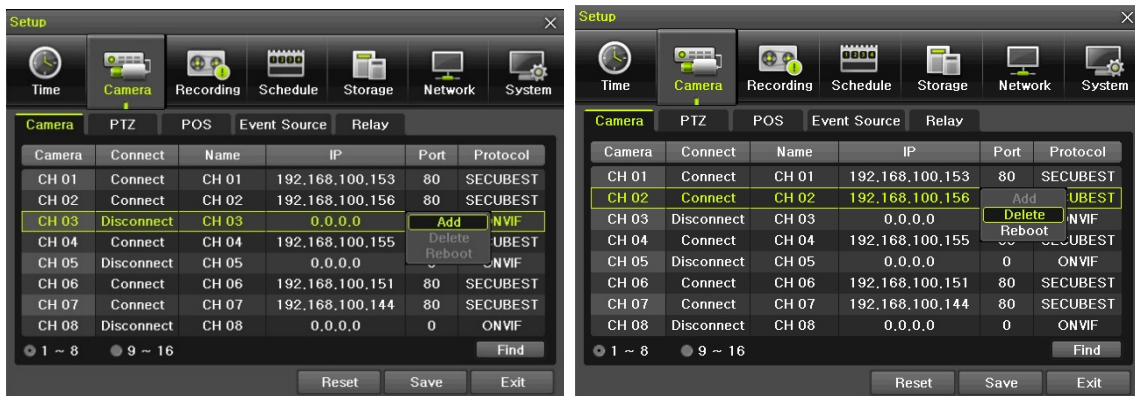 Setup
Time Camera Recording Schedule Storage Network System
Camera PTZ POS Event Source Relay
Camera Connect Name IP Port Protocol
CH 01 Connect CH 01 192.168.100.153 80 SECUBEST
CH 02 Connect CH 02 192.168.100.156 80 SECUBEST
CH 03 Disconnect CH 03 0.0.0.0 Add NVIF
CH 04 Connect CH 04 192.168.100.155 Delete UBEST
Reboot
CH 05 Disconnect CH 05 0.0.0.0 0 ONVIF
CH 06 Connect CH 06 192.168.100.151 80 SECUBEST
CH 07 Connect CH 07 192.168.100.144 80 SECUBEST
CH 08 Disconnect CH 08 0.0.0.0 0 ONVIF
1 ~ 8 9 ~ 16 Find
Reset Save Exit
Setup
Time Camera Recording Schedule Storage Network System
Camera PTZ POS Event Source Relay
Camera Connect Name IP Port Protocol
CH 01 Connect CH 01 192.168.100.153 80 SECUBEST
CH 02 Connect CH 02 192.168.100.156 Add UBEST
CH 03 Disconnect CH 03 0.0.0.0 Delete NVIF
Reboot
CH 04 Connect CH 04 192.168.100.155 80 SECUBEST
CH 05 Disconnect CH 05 0.0.0.0 0 ONVIF
CH 06 Connect CH 06 192.168.100.151 80 SECUBEST
CH 07 Connect CH 07 192.168.100.144 80 SECUBEST
CH 08 Disconnect CH 08 0.0.0.0 0 ONVIF
1 ~ 8 9 ~ 16 Find
Reset Save Exit